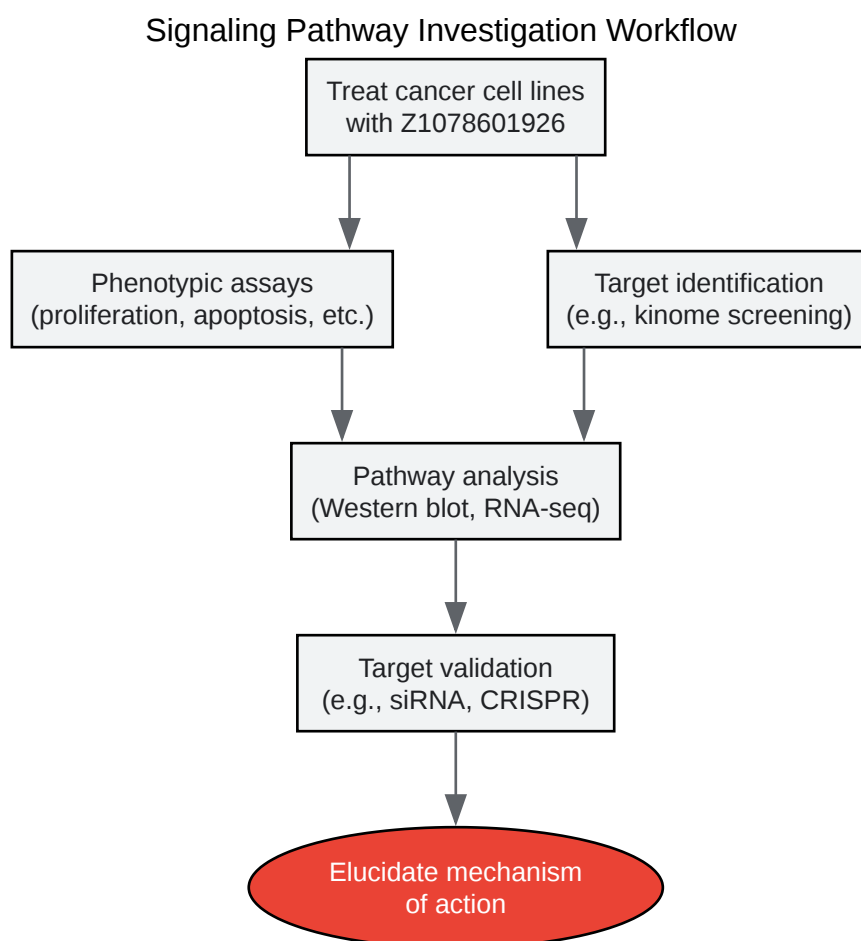 Signaling Pathway Investigation Workflow
Treat cancer cell lines
with Z1078601926
Phenotypic assays
(proliferation, apoptosis, etc.)
Target identification
(e.g., kinome screening)
Pathway analysis
(Western blot, RNA-seq)
Target validation
(e.g., siRNA, CRISPR)
Elucidate mechanism
of action